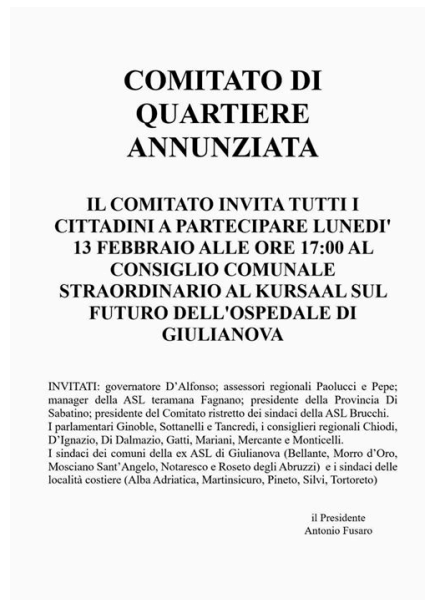 COMITATO DI
QUARTIERE
ANNUNZIATA
IL COMITATO INVITA TUTTI I
CITTADINI A PARTECIPARE LUNEDI'
13 FEBBRAIO ALLE ORE 17:00 AL
CONSIGLIO COMUNALE
STRAORDINARIO AL KURSAAL SUL
FUTURO DELL'OSPEDALE DI
GIULIANOVA
INVITATI: governatore D’Alfonso; assessori regionali Paolucci e Pepe;
manager della ASL teramana Fagnano; presidente della Provincia Di
Sabatino; presidente del Comitato ristretto dei sindaci della ASL Brucchi.
I parlamentari Ginoble, Sottanelli e Tancredi, i consiglieri regionali Chiodi,
D’Ignazio, Di Dalmazio, Gatti, Mariani, Mercante e Monticelli.
I sindaci dei comuni della ex ASL di Giulianova (Bellante, Morro d’Oro,
Mosciano Sant’Angelo, Notaresco e Roseto degli Abruzzi) e i sindaci delle
località costiere (Alba Adriatica, Martinsicuro, Pineto, Silvi, Tortoreto)
il Presidente
Antonio Fusaro